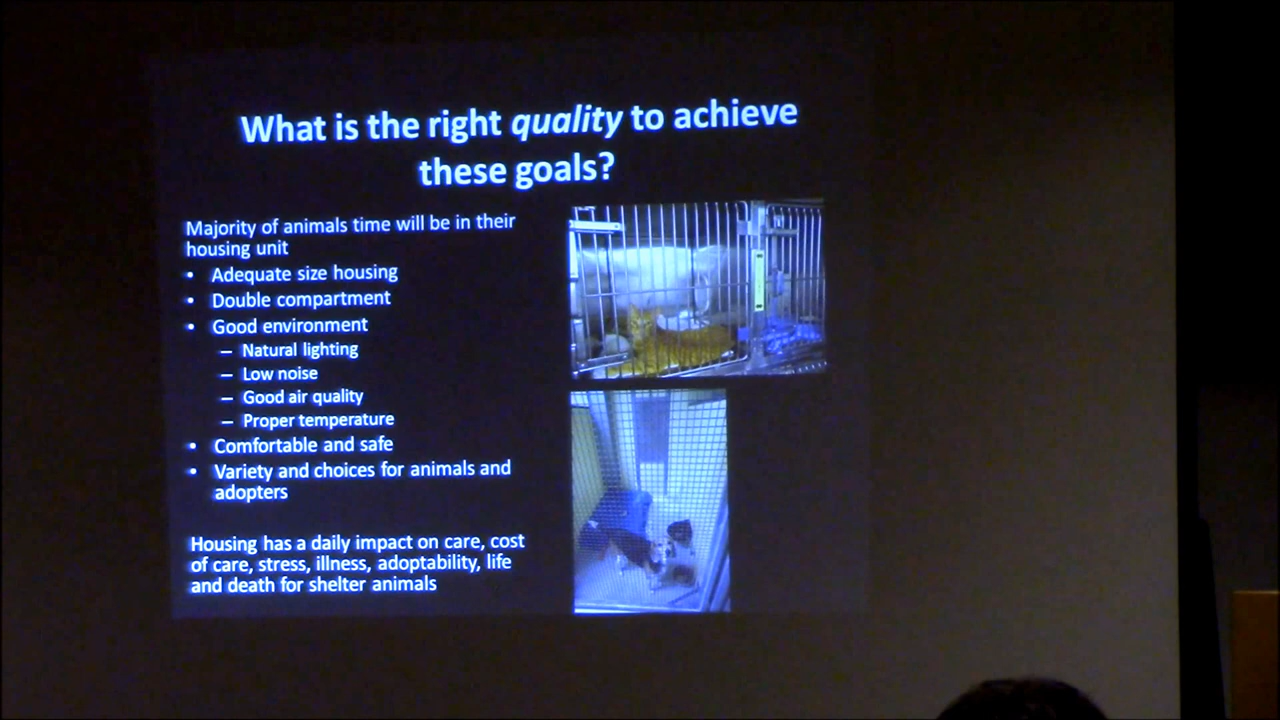 What is the right quality to achieve
these goals?
Majority of animals time will be in their
housing unit
• Adequate size housing
• Double compartment
• Good environment
– Natural lighting
– Low noise
– Good air quality
– Proper temperature
• Comfortable and safe
• Variety and choices for animals and
adopters
Housing has a daily impact on care, cost
of care, stress, illness, adoptability, life
and death for shelter animals